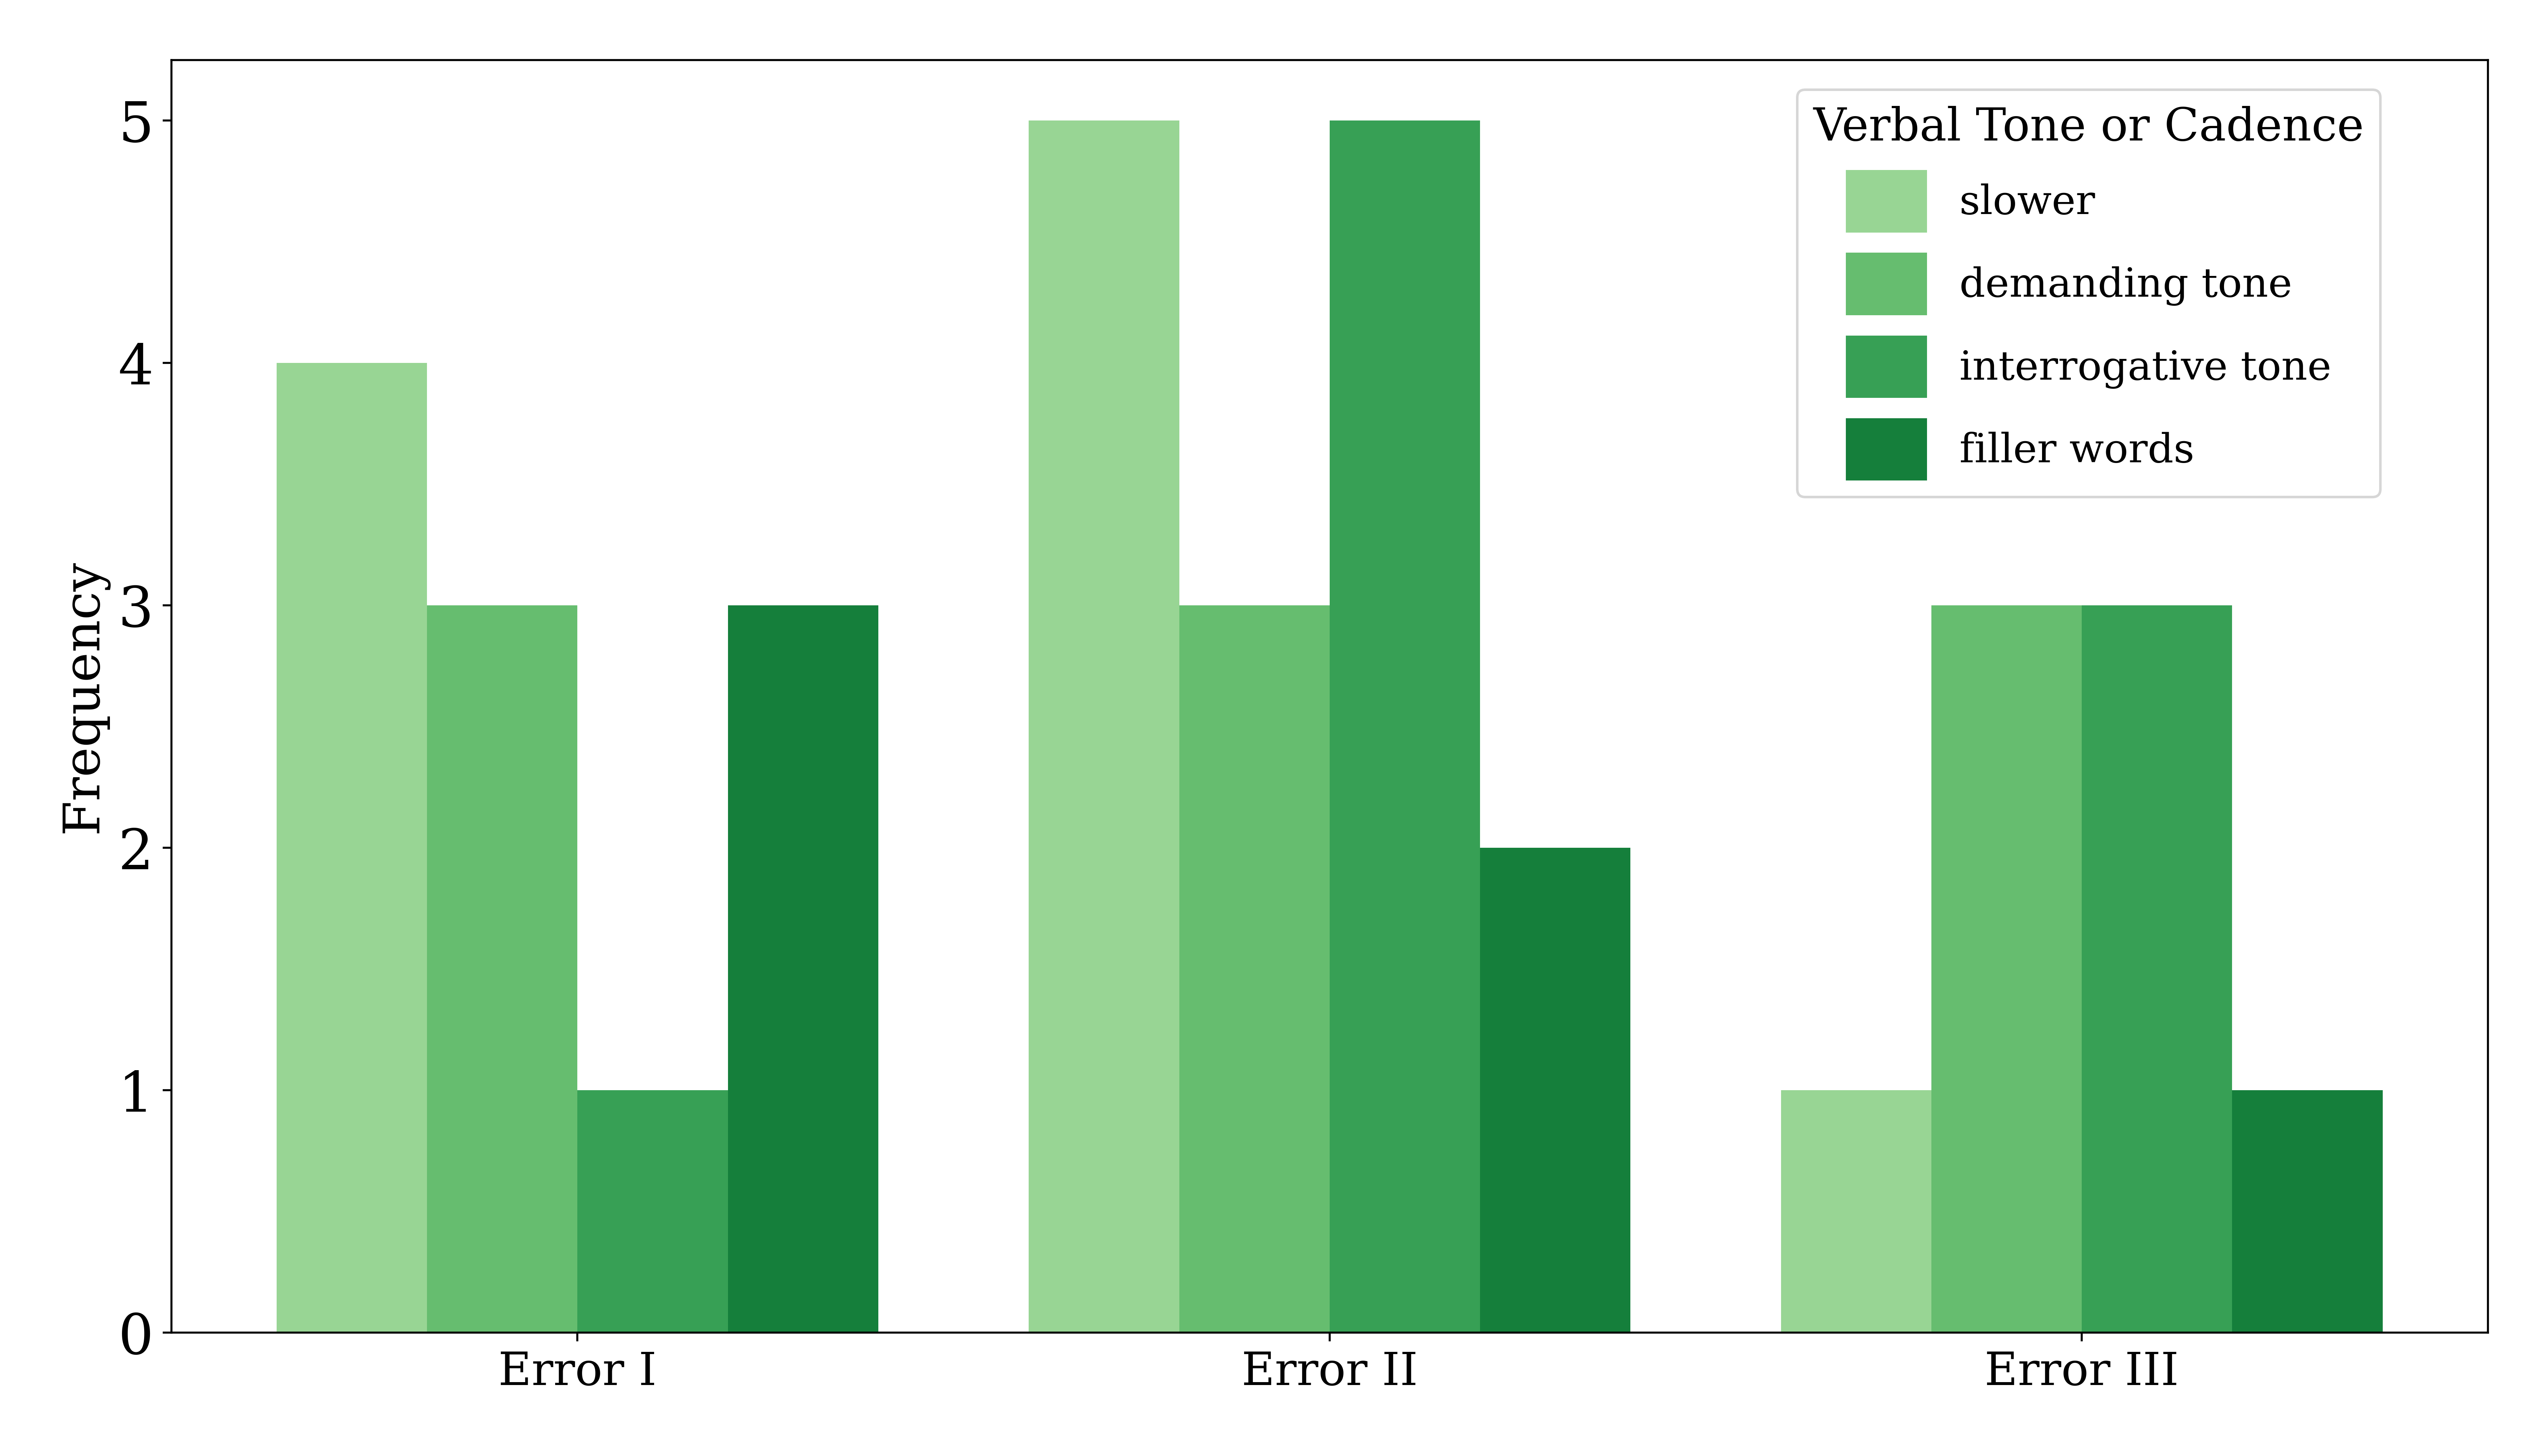 Verbal Tone or Cadence
slower
demanding tone
interrogative tone
filler words
Frequency
5
4
3
2
1
0
Error I
Error II
Error III